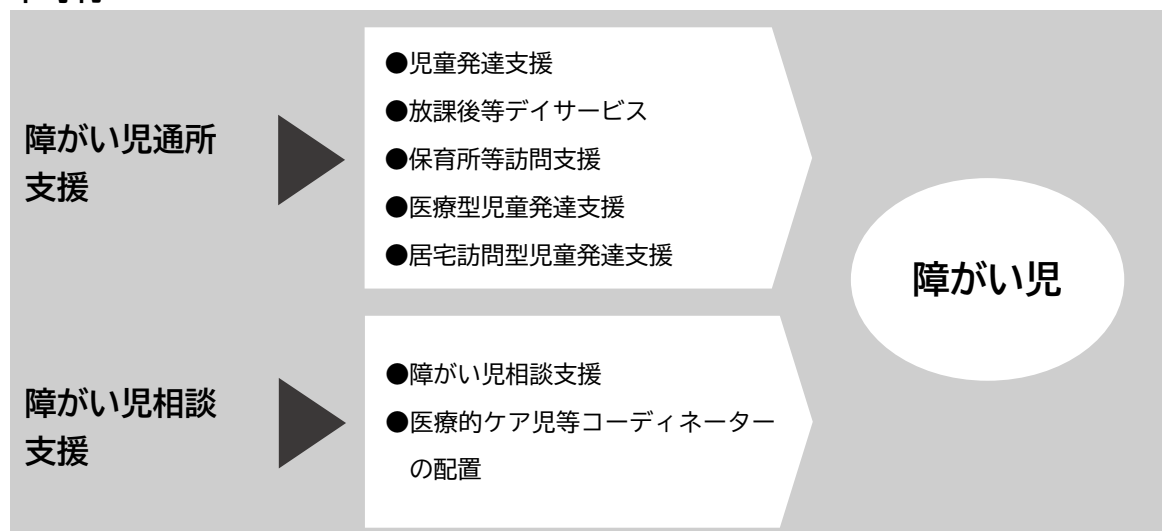 障がい児通所
支援
●児童発達支援
●放課後等デイサービス
●保育所等訪問支援
●医療型児童発達支援
●居宅訪問型児童発達支援
障がい児相談
支援
●障がい児相談支援
●医療的ケア児等コーディネーター
の配置
障がい児